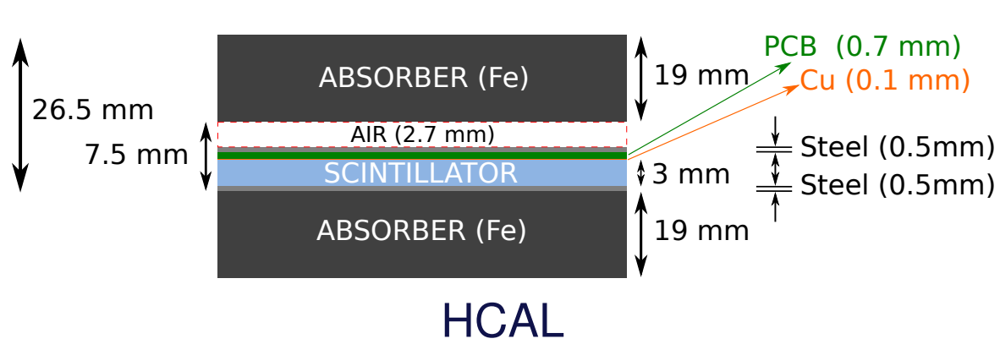 PCB (0.7 mm)
Cu (0.1 mm)
ABSORBER (Fe)
19 mm
26.5 mm
AIR (2.7 mm)
7.5 mm
Steel (0.5mm)
SCINTILLATOR
3 mm
Steel (0.5mm)
ABSORBER (Fe)
19 mm
HCAL